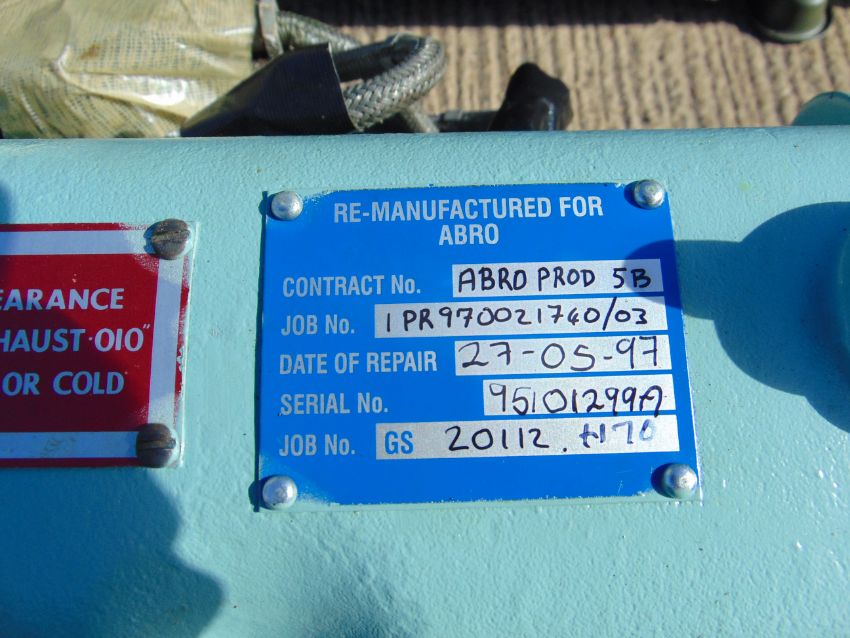 EARANCE
HAUST·010"
OR COLD
RE-MANUFACTURED FOR
ABRO
CONTRACT No. ABRO PROD 5B
JOB No. 1PR970021740/03
DATE OF REPAIR 27-05-97
SERIAL No. 95101299A
JOB No. GS 20112.